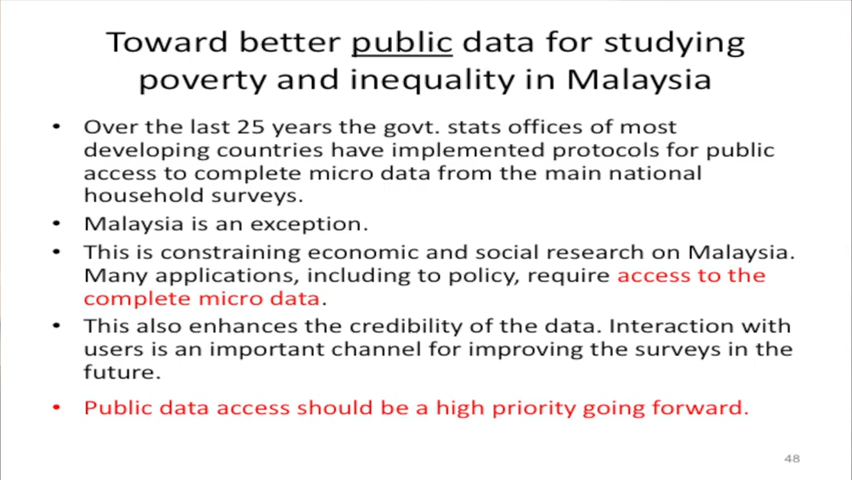 Toward better public data for studying
poverty and inequality in Malaysia
• Over the last 25 years the govt. stats offices of most
developing countries have implemented protocols for public
access to complete micro data from the main national
household surveys.
• Malaysia is an exception.
• This is constraining economic and social research on Malaysia.
Many applications, including to policy, require access to the
complete micro data.
• This also enhances the credibility of the data. Interaction with
users is an important channel for improving the surveys in the
future.
• Public data access should be a high priority going forward.
48